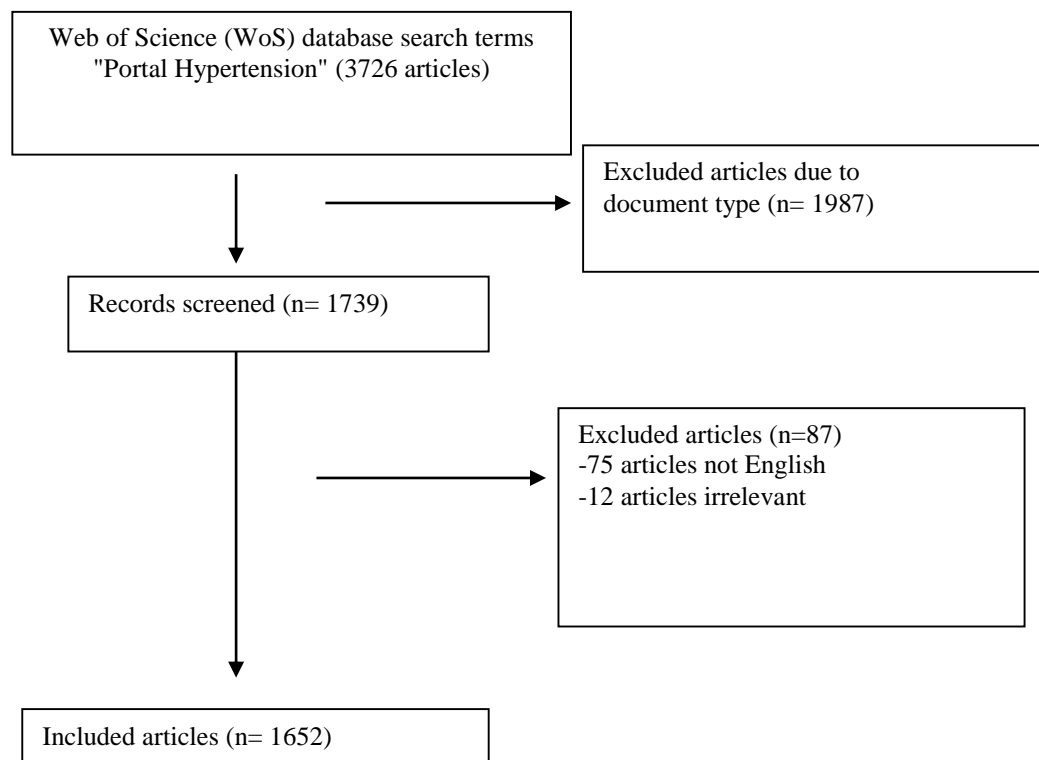 Web of Science (WoS) database search terms
"Portal Hypertension" (3726 articles)
Excluded articles due to
document type (n= 1987)
Records screened (n= 1739)
Excluded articles (n=87)
-75 articles not English
-12 articles irrelevant
Included articles (n= 1652)